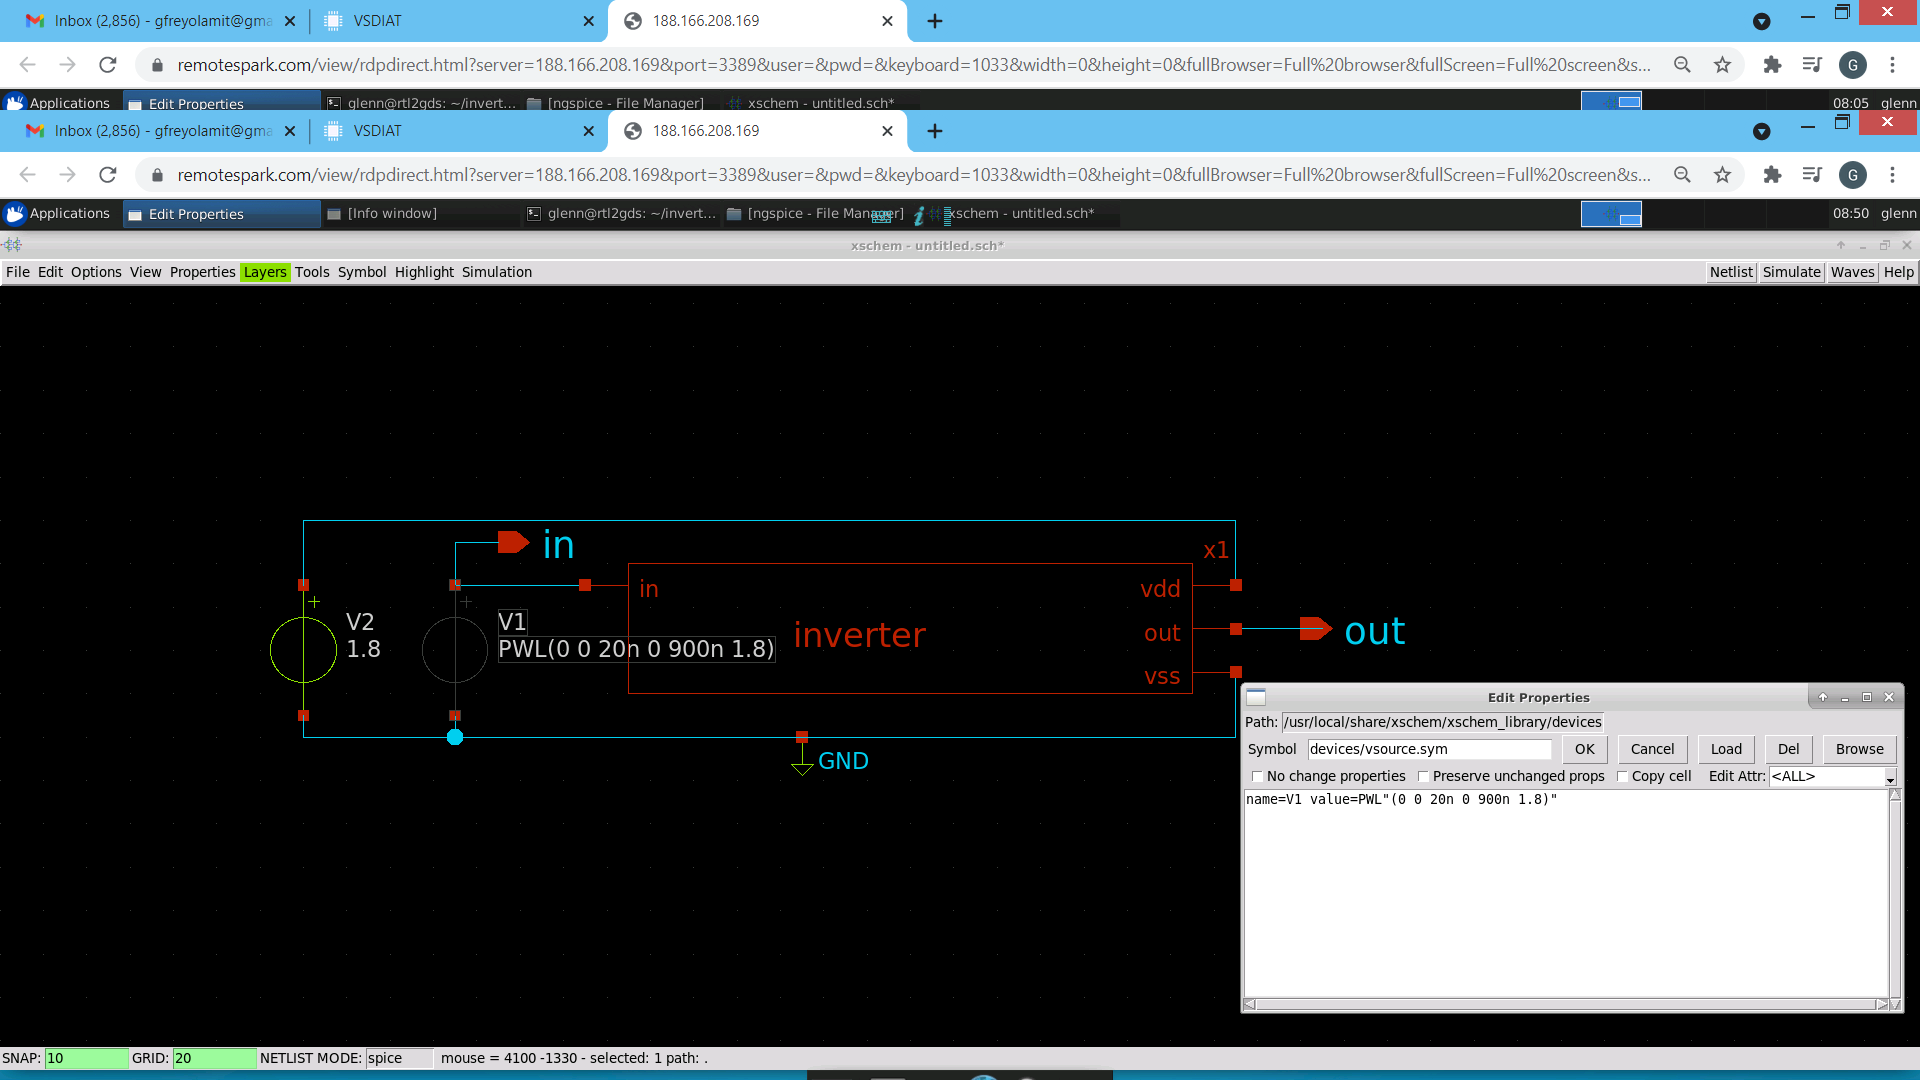 Inbox (2,856) - gfreyolamit@gma VSDIAT 188.166.208.169
remotespark.com/view/rdpdirect.html?server=188.166.208.169&port=3389&user=&pwd=&keyboard=1033&width=0&height=0&fullBrowser=Full%20browser&fullScreen=Full%20screen&s... G
Applications Edit Properties glenn@rtl2gds: ~/invert... [ngspice - File Manager] xschem - untitled.sch* 08:05 glenn
Inbox (2,856) - gfreyolamit@gma VSDIAT 188.166.208.169
remotespark.com/view/rdpdirect.html?server=188.166.208.169&port=3389&user=&pwd=&keyboard=1033&width=0&height=0&fullBrowser=Full%20browser&fullScreen=Full%20screen&s... G
Applications Edit Properties [Info window] glenn@rtl2gds: ~/invert... [ngspice - File Manager] xschem - untitled.sch* 08:50 glenn
xschem - untitled.sch*
File Edit Options View Properties Layers Tools Symbol Highlight Simulation Netlist Simulate Waves Help
in
x1
in vdd
V2 V1
1.8 PWL(0 0 20n 0 900n 1.8)
inverter
out out
vss
GND
Edit Properties
Path: /usr/local/share/xschem/xschem_library/devices
Symbol devices/vsource.sym OK Cancel Load Del Browse
No change properties Preserve unchanged props Copy cell Edit Attr: <ALL>
name=V1 value=PWL"(0 0 20n 0 900n 1.8)"
SNAP: 10 GRID: 20 NETLIST MODE: spice mouse = 4100 -1330 - selected: 1 path: .